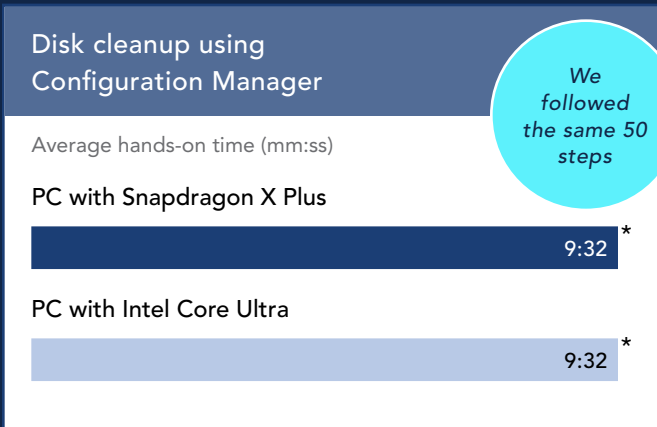 Disk cleanup using
Configuration Manager
We
followed
the same 50
steps
Average hands-on time (mm:ss)
PC with Snapdragon X Plus
9:32 *
PC with Intel Core Ultra
9:32 *